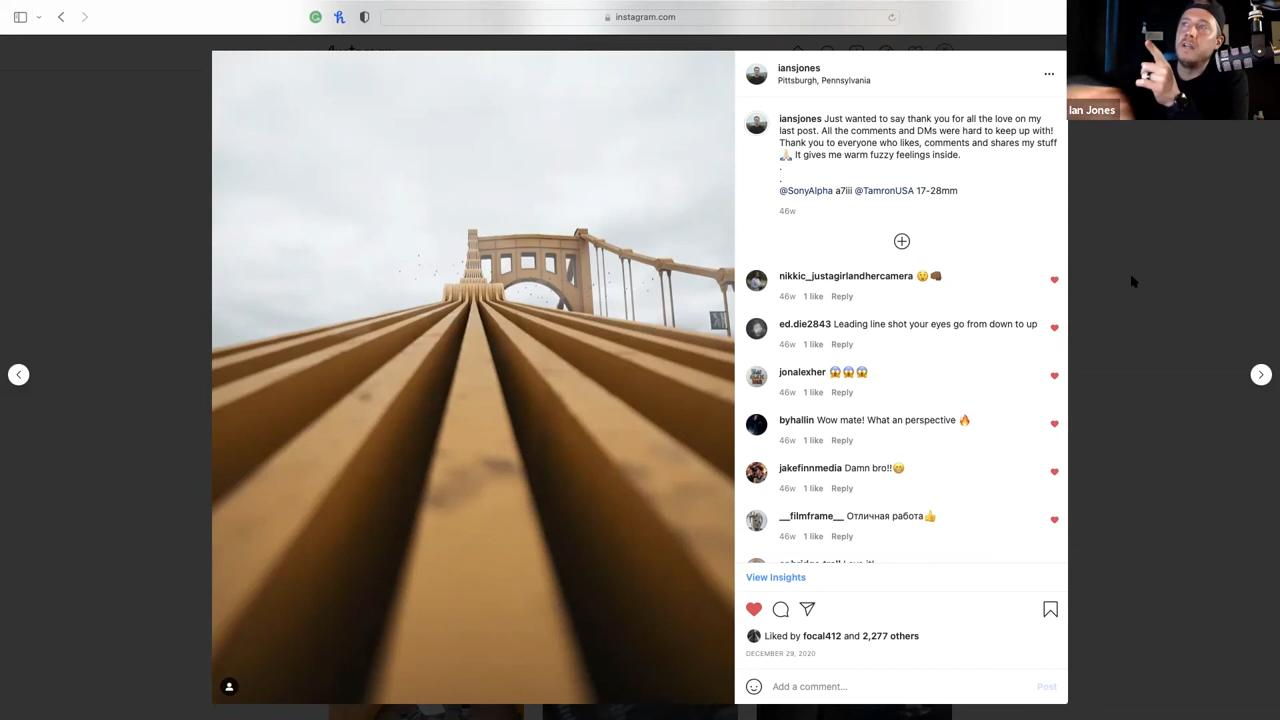 instagram.com
Ian Jones
iansjones
Pittsburgh, Pennsylvania
iansjones Just wanted to say thank you for all the love on my
last post. All the comments and DMs were hard to keep up with!
Thank you to everyone who likes, comments and shares my stuff
🙏🏻 It gives me warm fuzzy feelings inside.
.
.
@SonyAlpha a7iii @TamronUSA 17-28mm
46w
nikkic_justagirlandhercamera 😯👊🏾
46w 1 like Reply
ed.die2843 Leading line shot your eyes go from down to up
46w 1 like Reply
jonalexher 😱😱😱
46w 1 like Reply
byhallin Wow mate! What an perspective 🔥
46w 1 like Reply
jakefinnmedia Damn bro!!😁
46w 1 like Reply
__filmframe__ Отличная работа👍
46w 1 like Reply
View Insights
Liked by focal412 and 2,277 others
DECEMBER 29, 2020
Add a comment...
Post